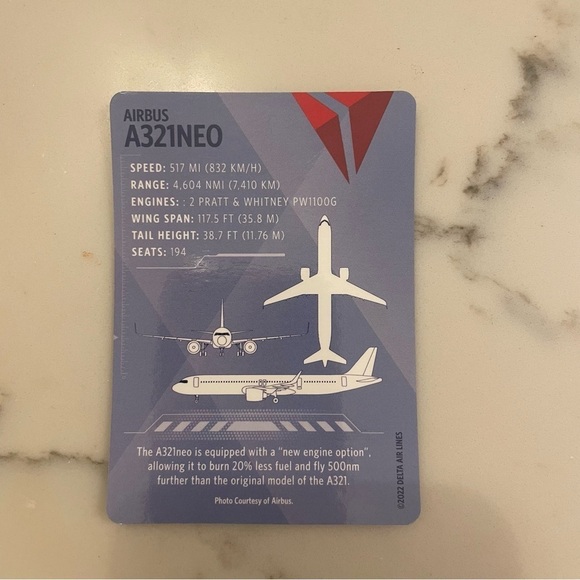 AIRBUS
A321NEO
SPEED: 517 MI (832 KM/H)
RANGE: 4,604 NMI (7,410 KM)
ENGINES: : 2 PRATT & WHITNEY PW1100G
WING SPAN: 117.5 FT (35.8 M)
TAIL HEIGHT: 38.7 FT (11.76 M)
SEATS: 194
The A321neo is equipped with a "new engine option",
allowing it to burn 20% less fuel and fly 500nm
further than the original model of the A321.
Photo Courtesy of Airbus.
©2022 DELTA AIR LINES